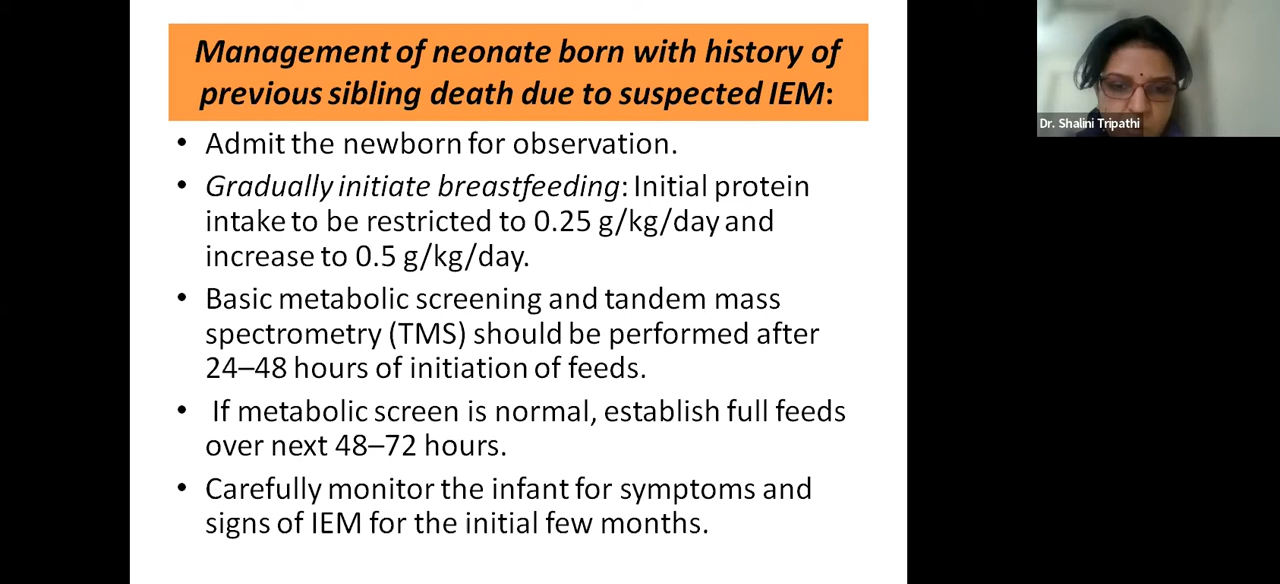 Management of neonate born with history of
previous sibling death due to suspected IEM:
• Admit the newborn for observation.
• Gradually initiate breastfeeding: Initial protein
intake to be restricted to 0.25 g/kg/day and
increase to 0.5 g/kg/day.
• Basic metabolic screening and tandem mass
spectrometry (TMS) should be performed after
24–48 hours of initiation of feeds.
• If metabolic screen is normal, establish full feeds
over next 48–72 hours.
• Carefully monitor the infant for symptoms and
signs of IEM for the initial few months.
Dr. Shalini Tripathi